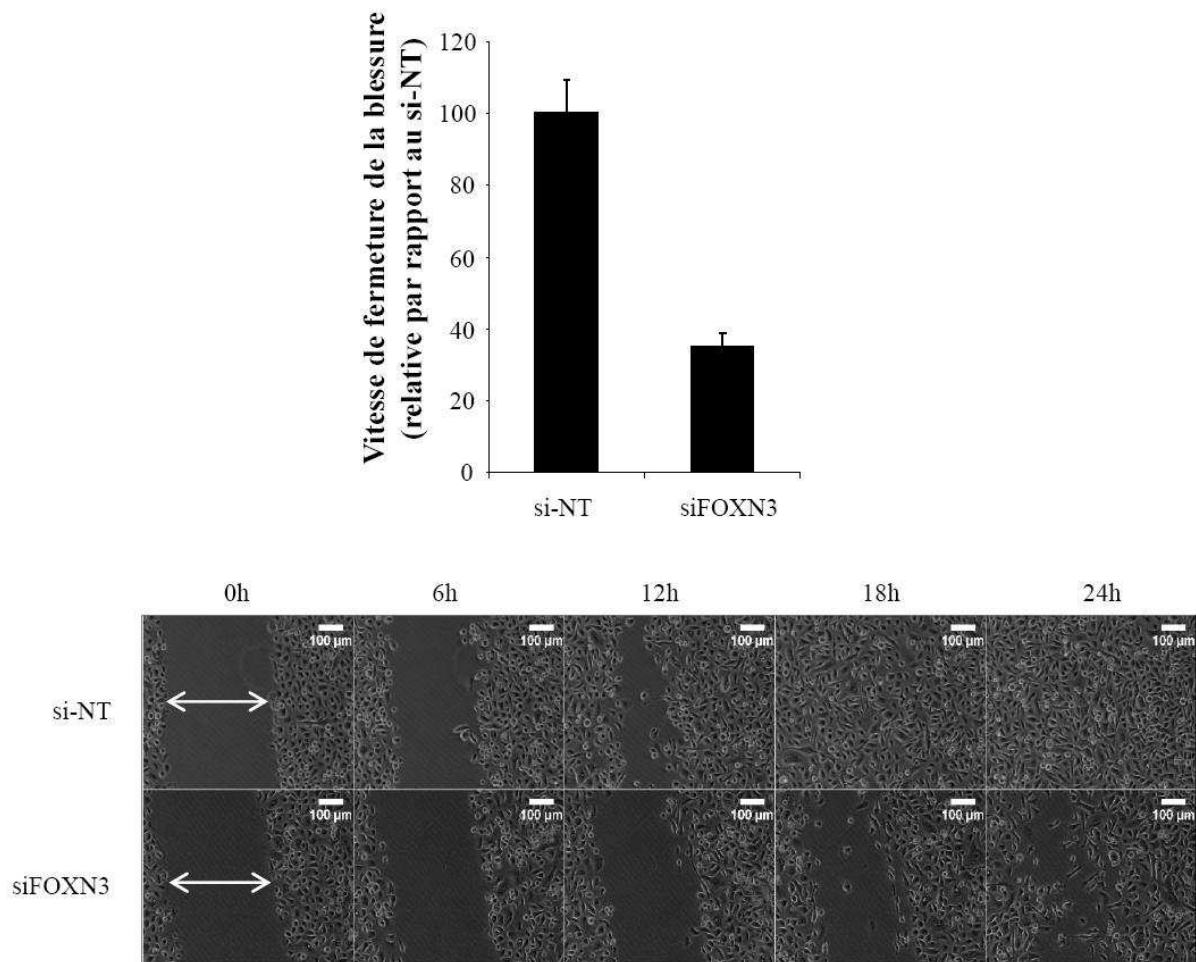 Vitesse de fermeture de la blessure
(relative par rapport au si-NT)
120
100
80
60
40
20
0
si-NT
siFOXN3
0h
6h
12h
18h
24h
si-NT
100 µm
100 µm
100 µm
100 µm
100 µm
siFOXN3
100 µm
100 µm
100 µm
100 µm
100 µm